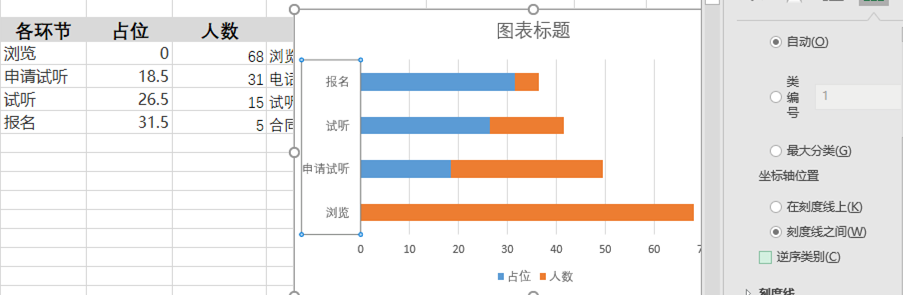 各环节 占位 人数
浏览 0 68 浏览
申请试听 18.5 31 电话
试听 26.5 15 试听
报名 31.5 5 合同
图表标题
报名
试听
申请试听
浏览
0 10 20 30 40 50 60
占位 人数
自动(O)
类编号 1
最大分类(G)
坐标轴位置
在刻度线上(K)
刻度线之间(W)
逆序类别(C)
刻度线